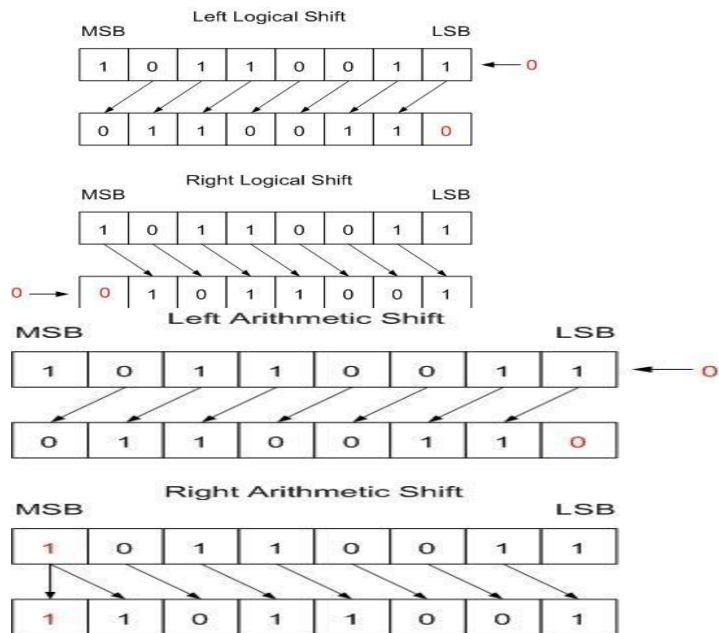 Left Logical Shift
MSB LSB
1 0 1 1 0 0 1 1 0
0 1 1 0 0 1 1 0
Right Logical Shift
MSB LSB
1 0 1 1 0 0 1 1
0 0 1 0 1 1 0 0 1
Left Arithmetic Shift
MSB LSB
1 0 1 1 0 0 1 1 0
0 1 1 0 0 1 1 0
Right Arithmetic Shift
MSB LSB
1 0 1 1 0 0 1 1
1 1 0 1 1 0 0 1